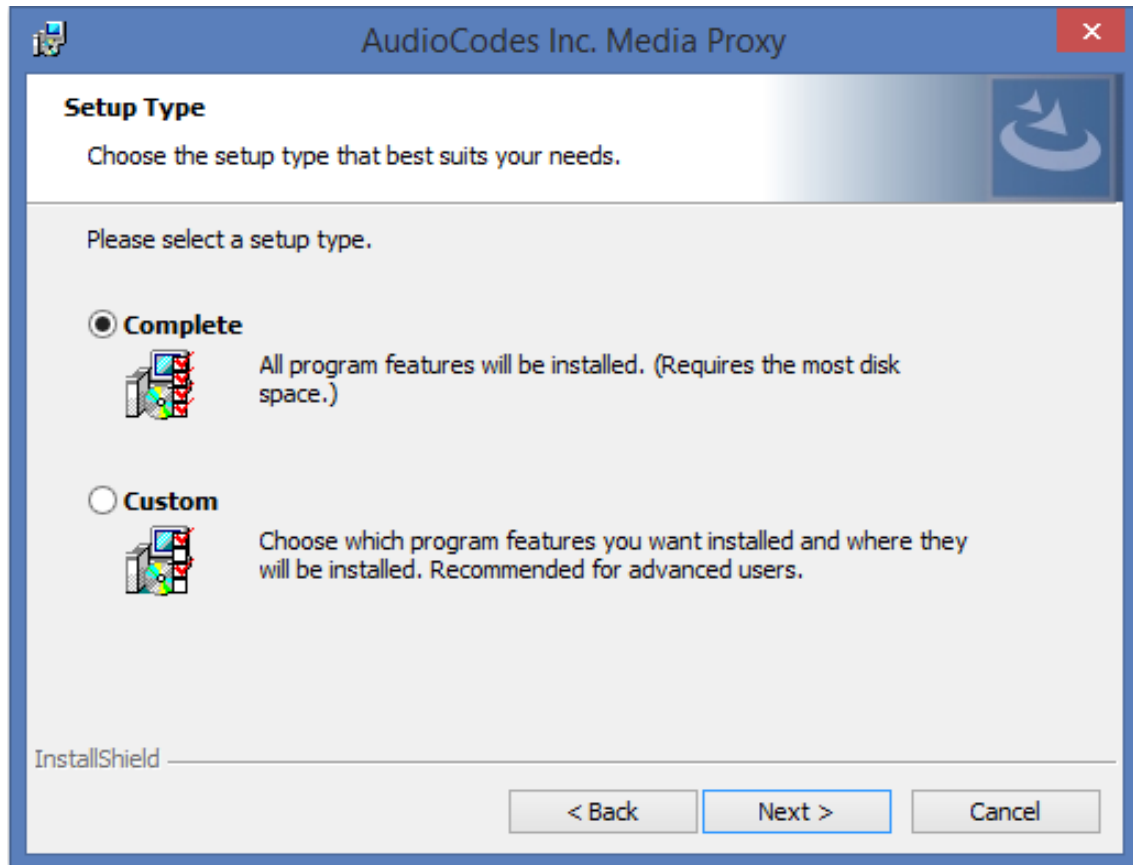 AudioCodes Inc. Media Proxy
Setup Type
Choose the setup type that best suits your needs.
Please select a setup type.
Complete
All program features will be installed. (Requires the most disk
space.)
Custom
Choose which program features you want installed and where they
will be installed. Recommended for advanced users.
InstallShield
< Back Next > Cancel